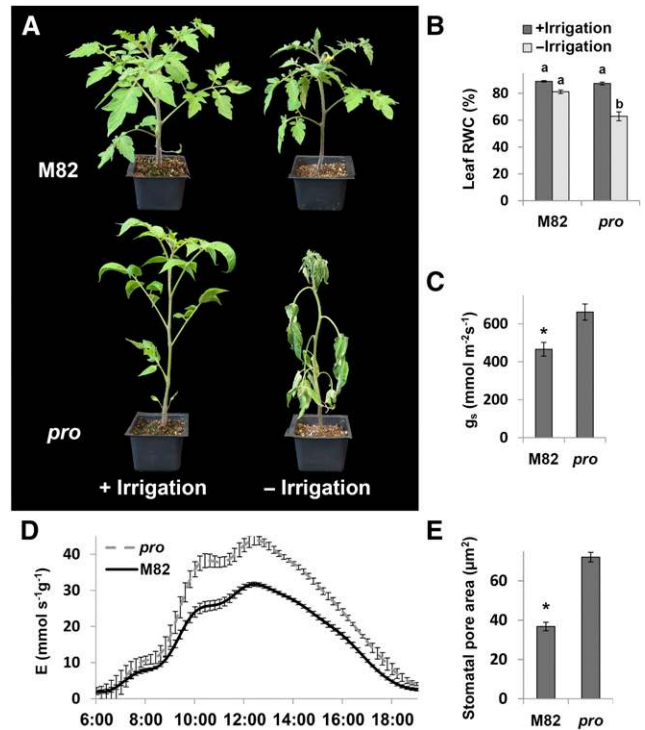 A
M82
pro
+ Irrigation – Irrigation
B
+Irrigation
–Irrigation
Leaf RWC (%)
80
60
40
20
0
a a a b
M82 pro
C
gs (mmol m-2s-1)
600
400
200
0
*
M82 pro
D
pro
M82
E (mmol s-1g-1)
40
30
20
10
0
6:00 8:00 10:00 12:00 14:00 16:00 18:00
E
Stomatal pore area (µm2)
60
40
20
0
*
M82 pro